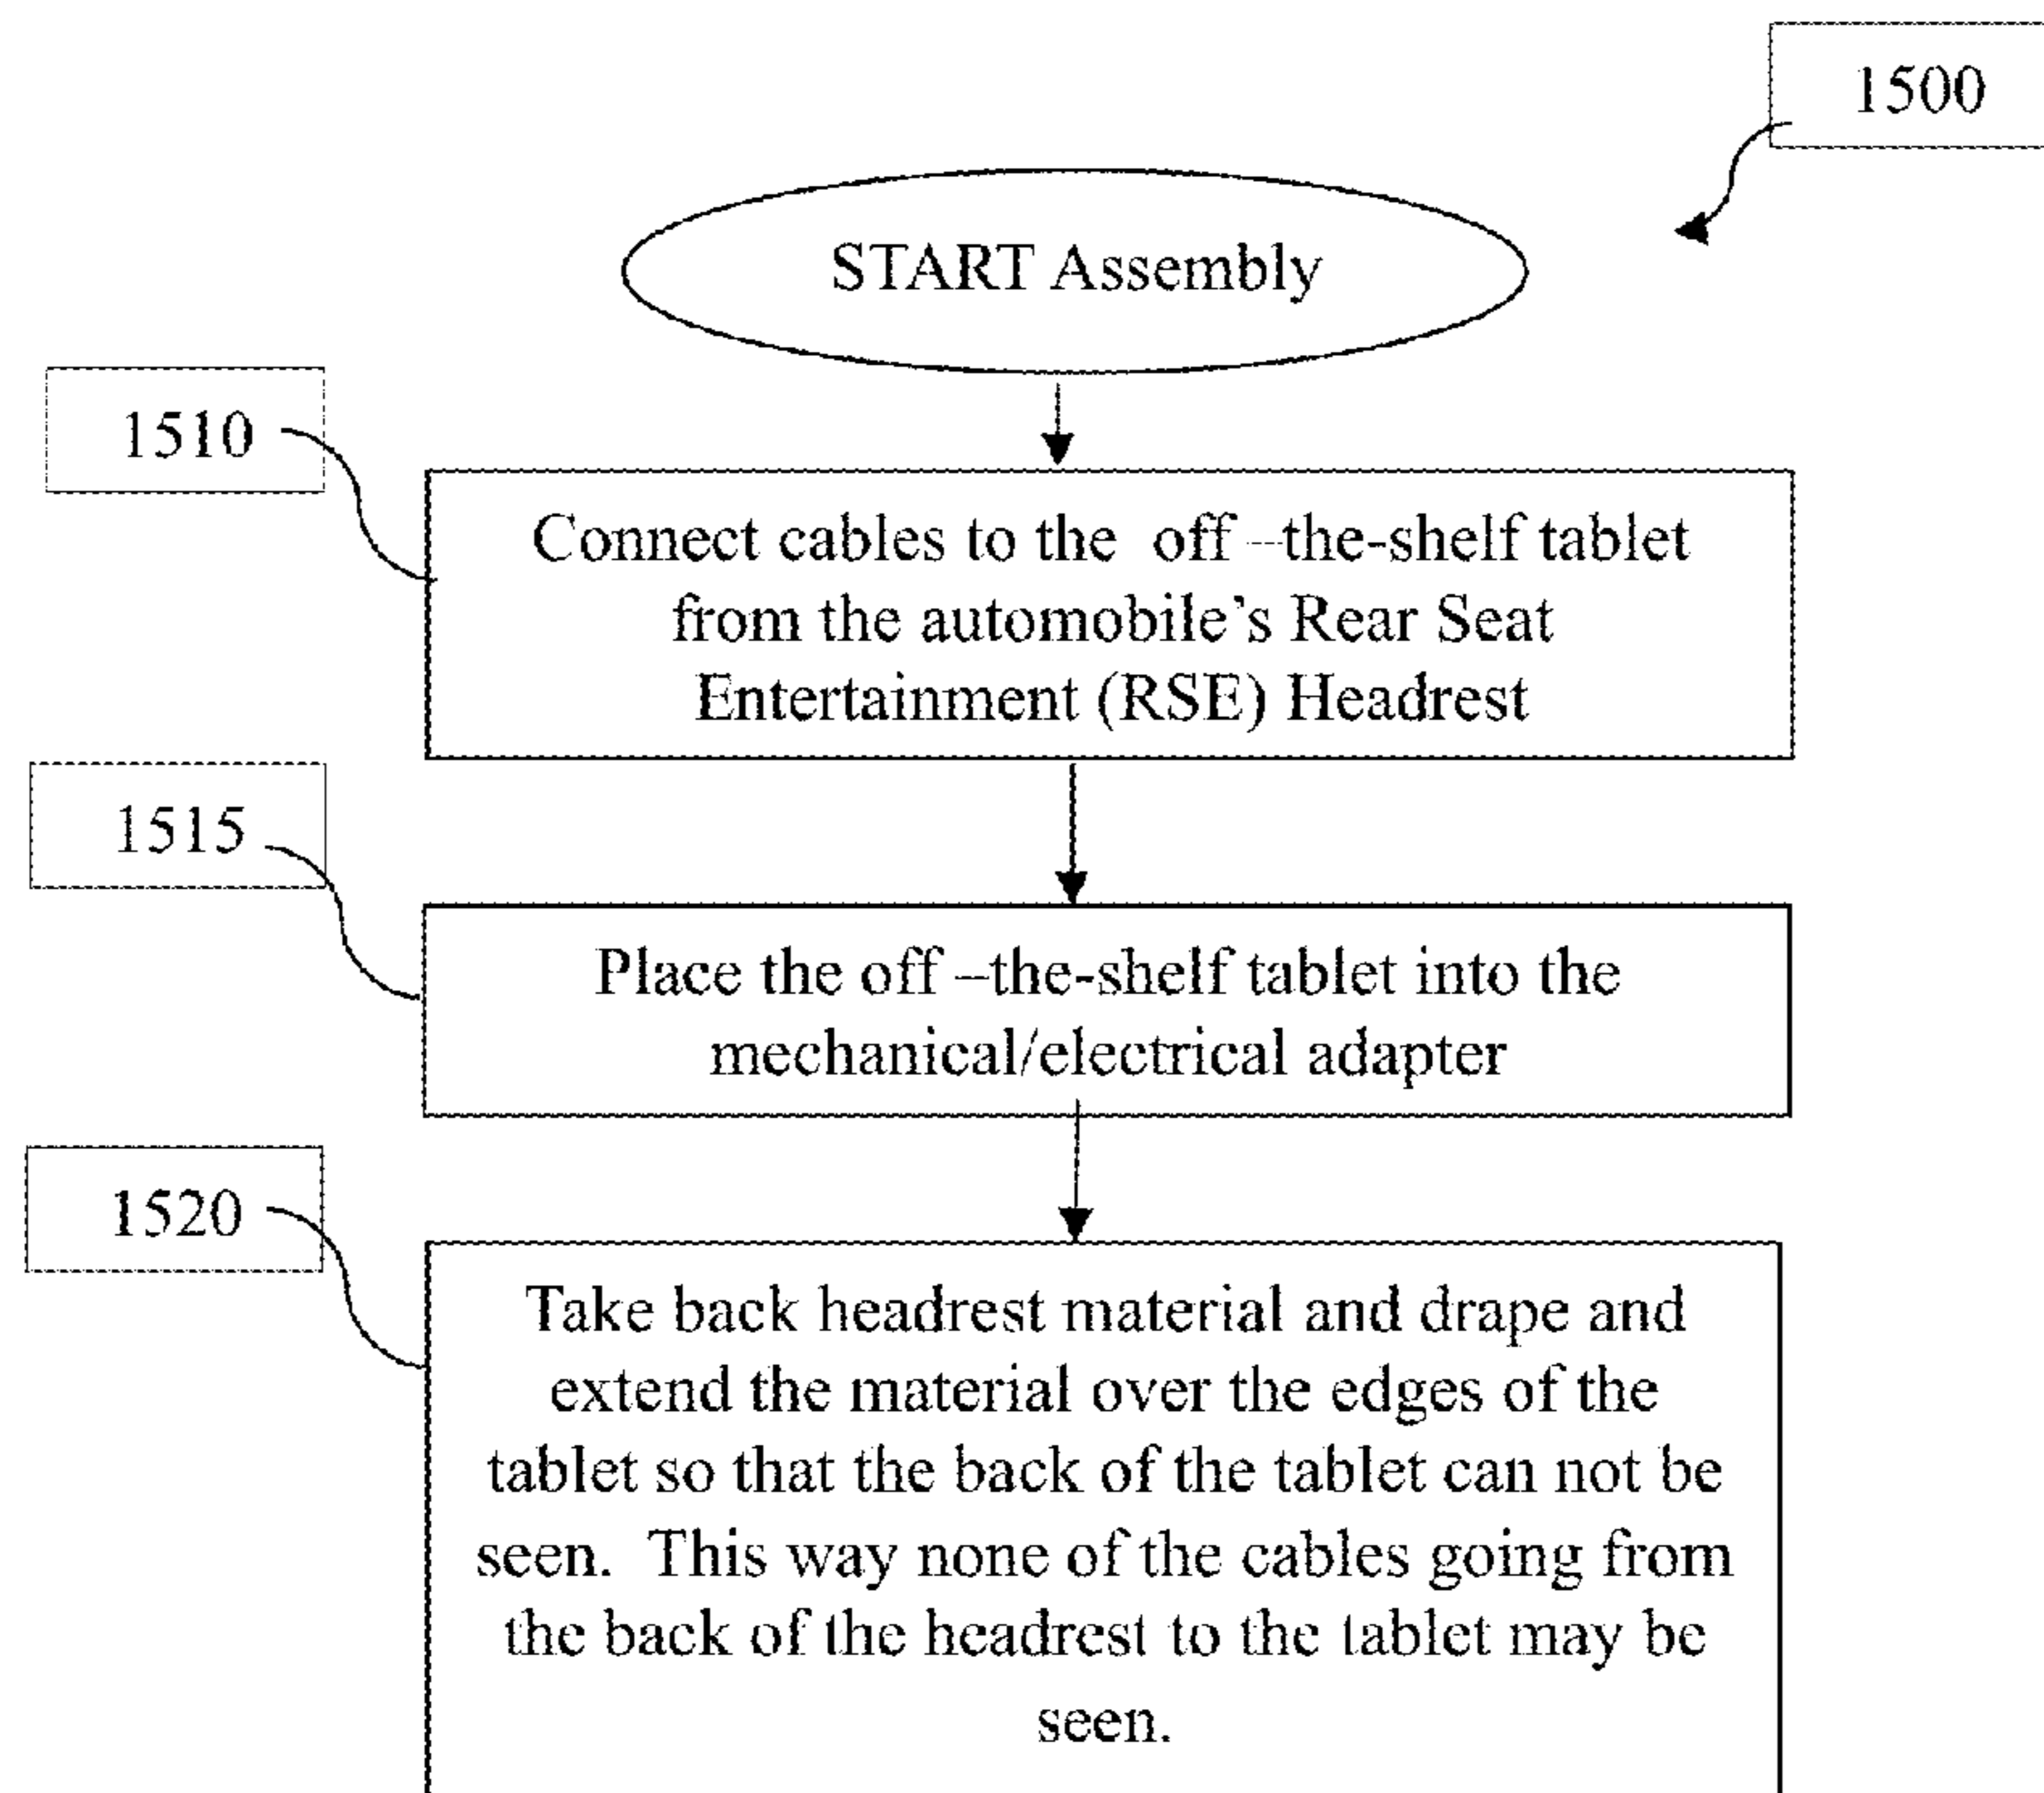 1500
START Assembly
1510
Connect cables to the off –the-shelf tablet
from the automobile's Rear Seat
Entertainment (RSE) Headrest
1515
Place the off –the-shelf tablet into the
mechanical/electrical adapter
1520
Take back headrest material and drape and
extend the material over the edges of the
tablet so that the back of the tablet can not be
seen. This way none of the cables going from
the back of the headrest to the tablet may be
seen.